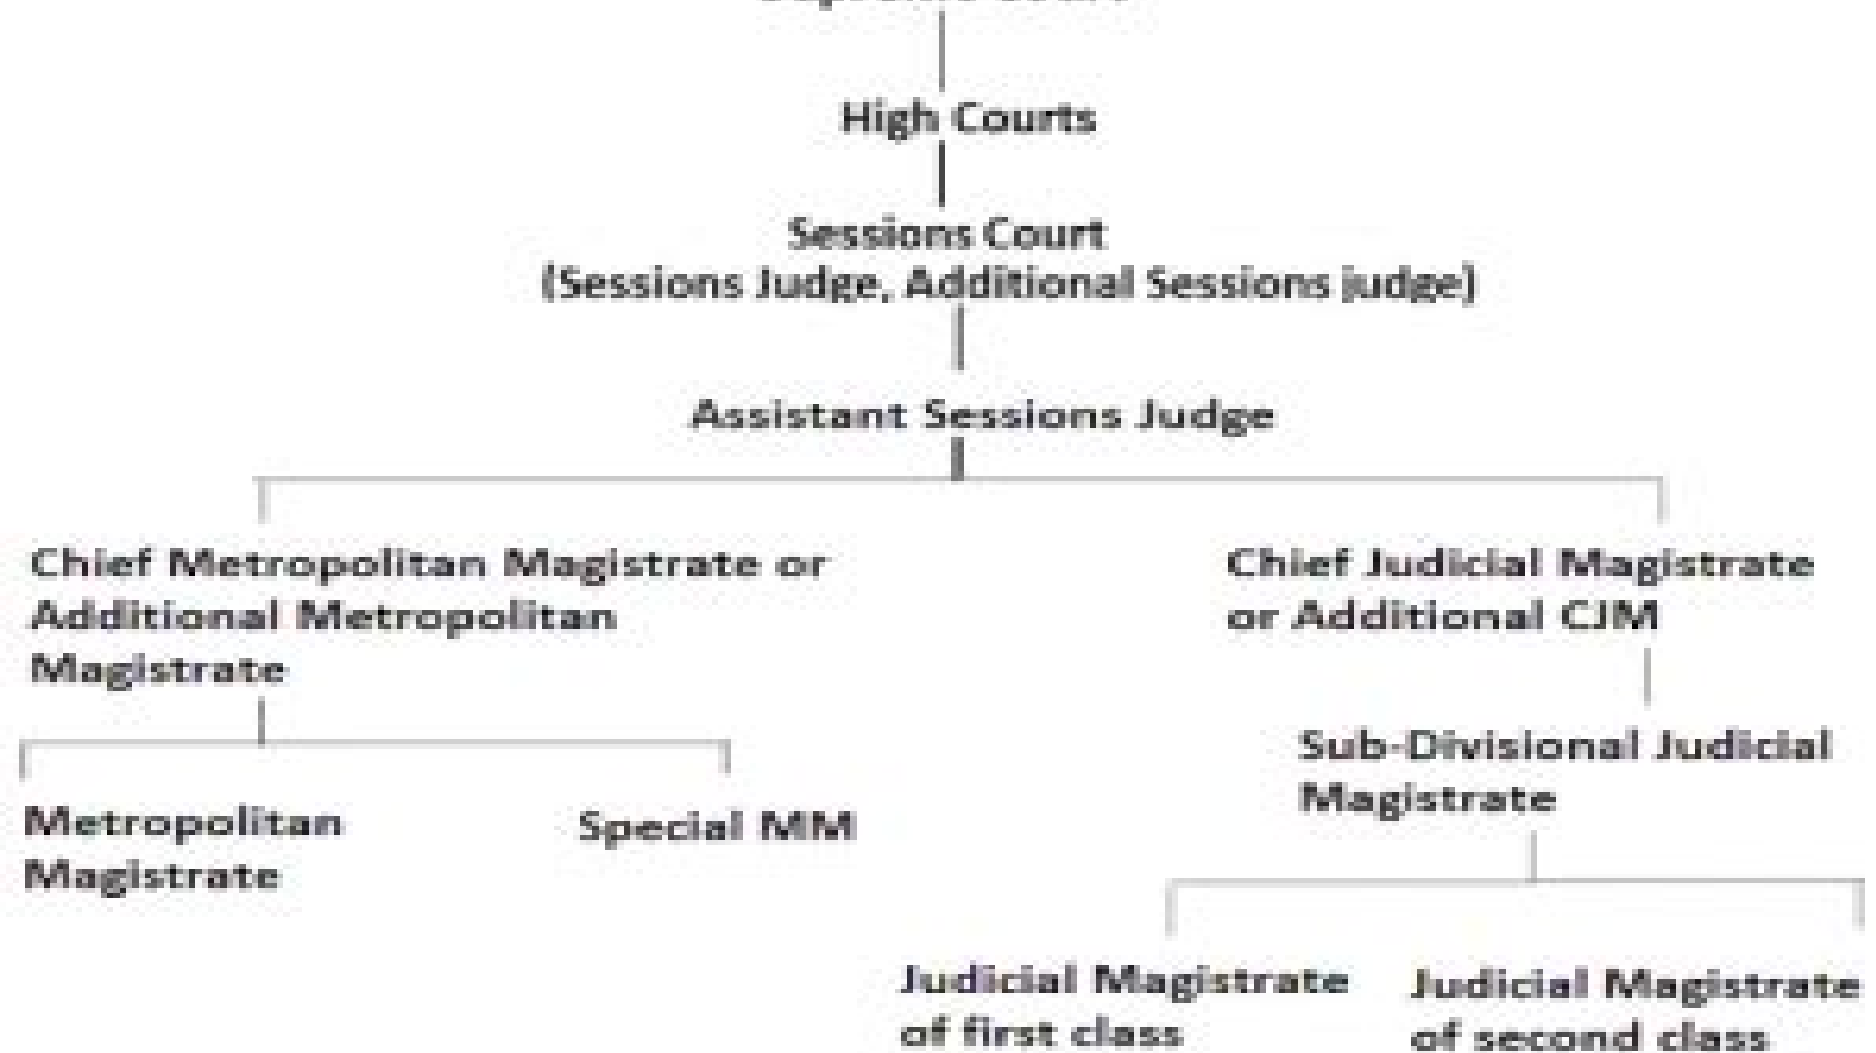 Supreme Court
High Courts
Sessions Court
(Sessions Judge, Additional Sessions judge)
Assistant Sessions Judge
Chief Metropolitan Magistrate or
Additional Metropolitan
Magistrate
Chief Judicial Magistrate
or Additional CJM
Sub-Divisional Judicial
Magistrate
Metropolitan
Magistrate
Special MM
Judicial Magistrate
of first class
Judicial Magistrate
of second class